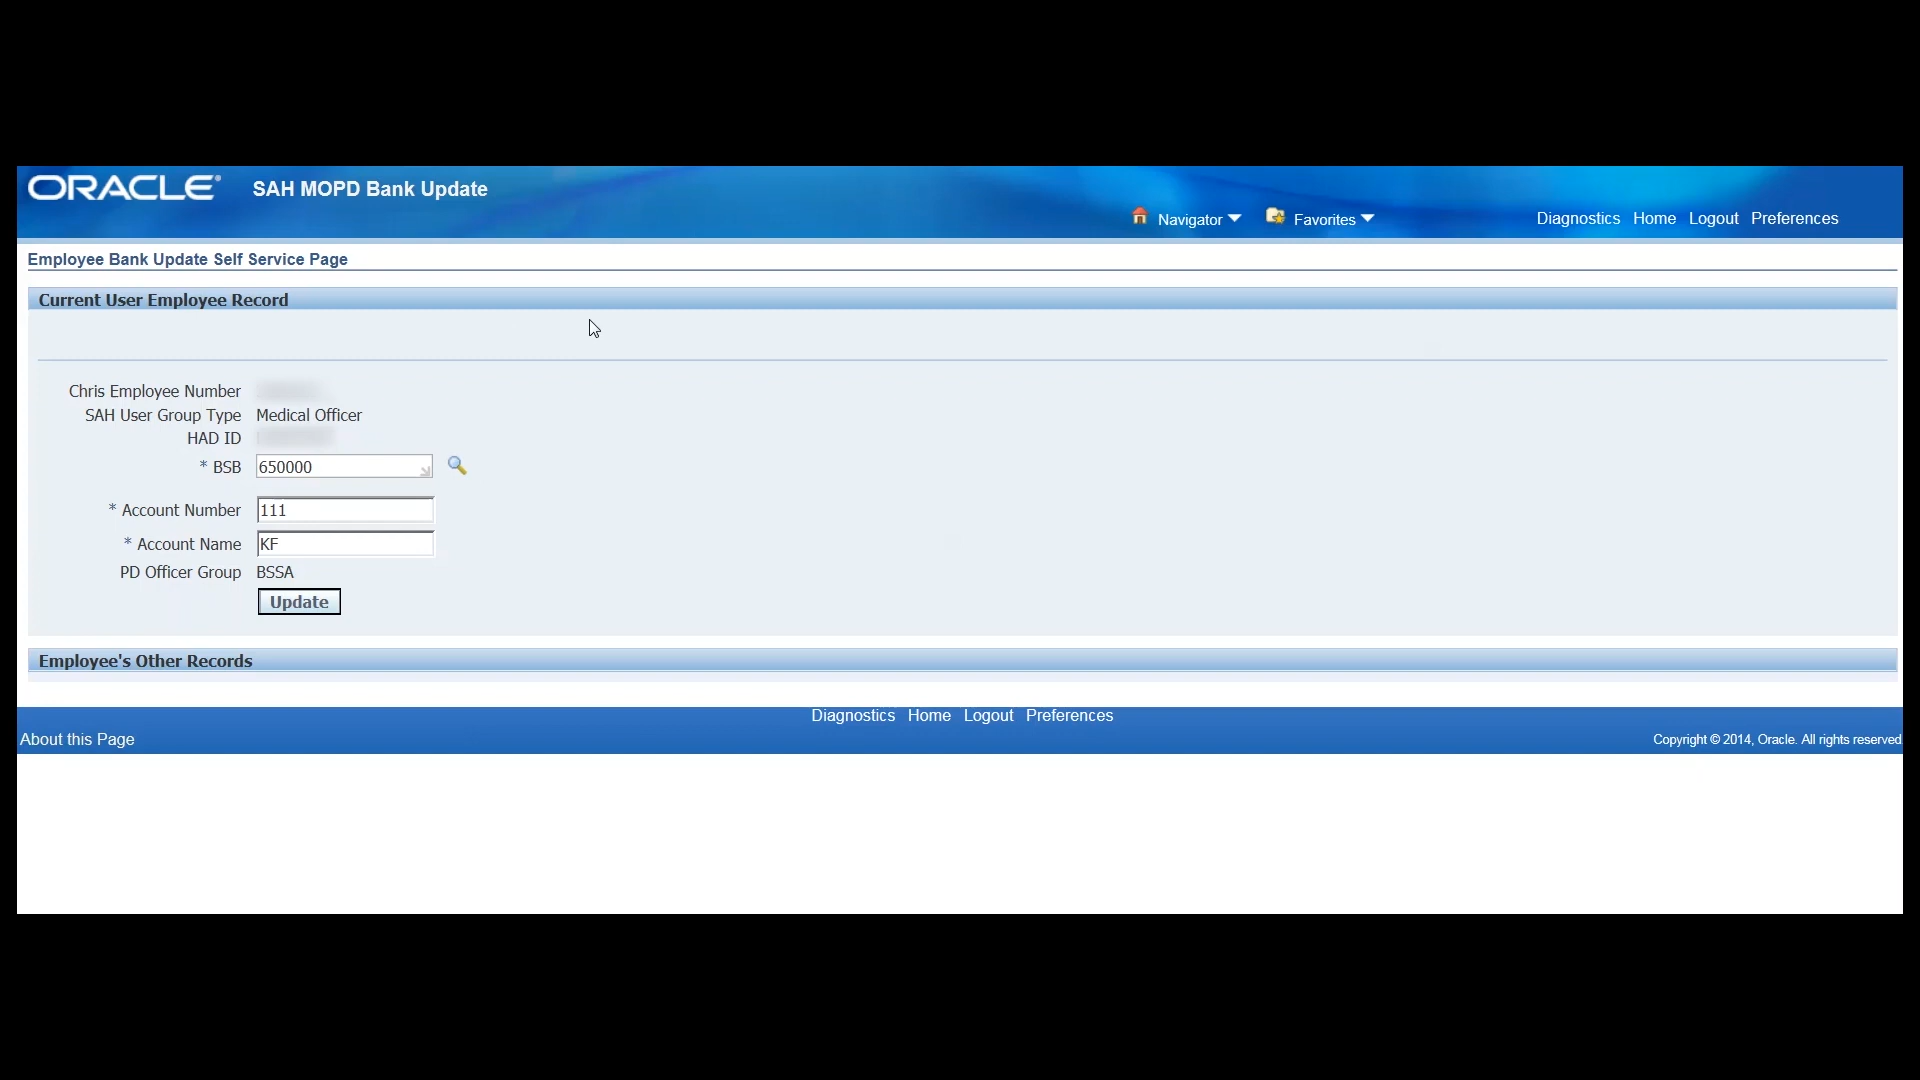 ORACLE® SAH MOPD Bank Update
Navigator Favorites Diagnostics Home Logout Preferences
Employee Bank Update Self Service Page
Current User Employee Record
Chris Employee Number
SAH User Group Type Medical Officer
HAD ID
* BSB 650000
* Account Number 111
* Account Name KF
PD Officer Group BSSA
Update
Employee's Other Records
Diagnostics Home Logout Preferences
About this Page Copyright © 2014, Oracle. All rights reserved